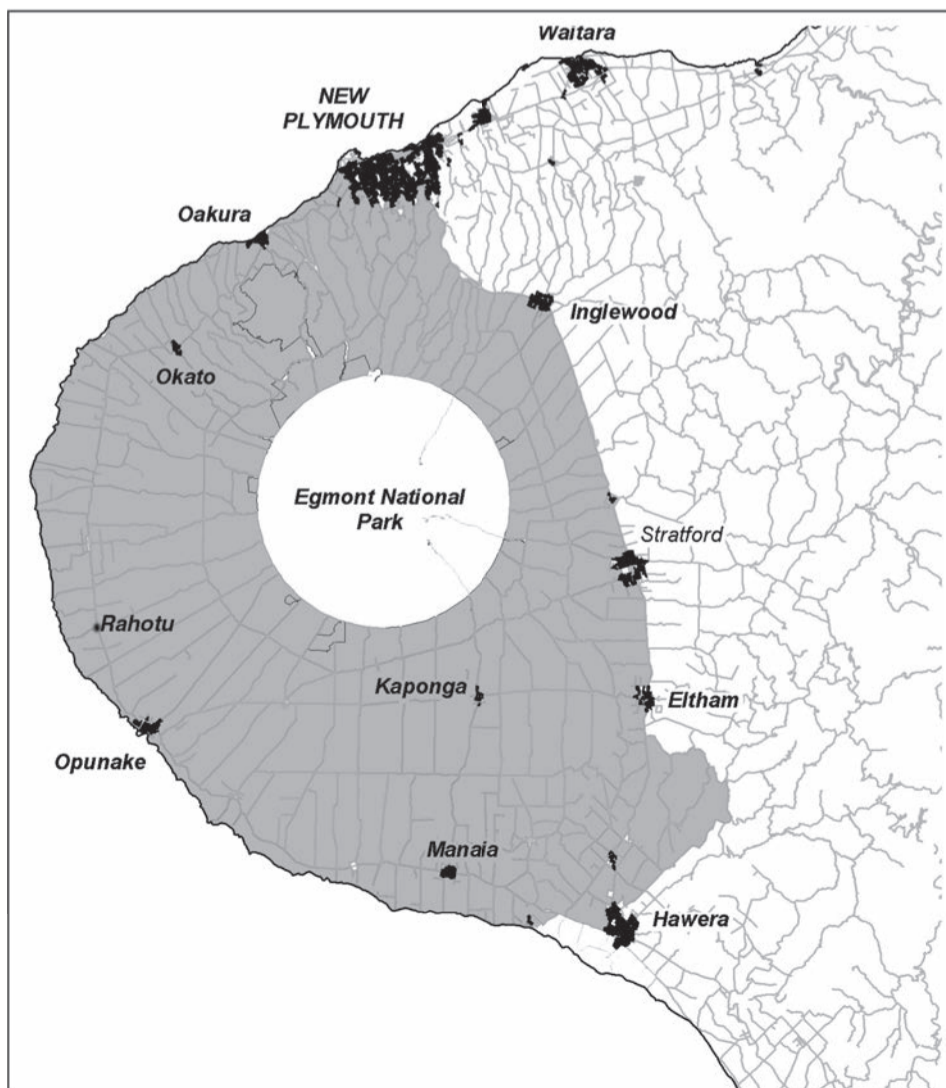 Waitara
NEW
PLYMOUTH
Oakura
Inglewood
Okato
Egmont National
Park
Stratford
Rahotu
Kaponga
Eltham
Opunake
Manaia
Hawera